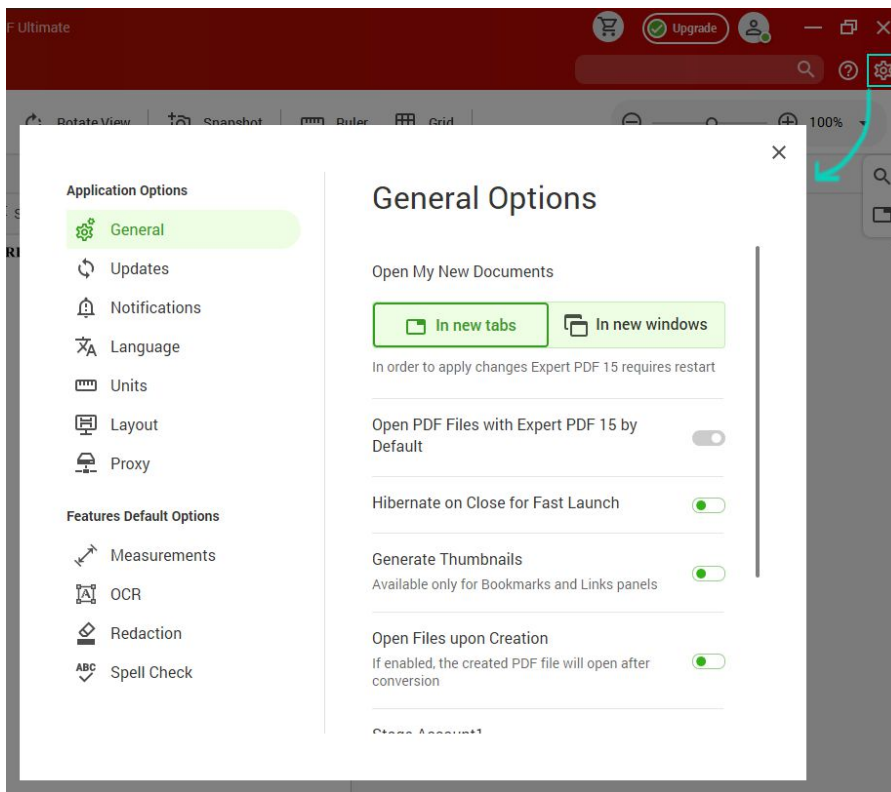 F Ultimate
Upgrade
Rotate View
Snapshot
Ruler
Grid
100%
S
RE
Application Options
General
Updates
Notifications
Language
Units
Layout
Proxy
Features Default Options
Measurements
A
OCR
Redaction
ABC
Spell Check
General Options
Open My New Documents
In new tabs
In new windows
In order to apply changes Expert PDF 15 requires restart
Open PDF Files with Expert PDF 15 by
Default
Hibernate on Close for Fast Launch
Generate Thumbnails
Available only for Bookmarks and Links panels
Open Files upon Creation
If enabled, the created PDF file will open after
conversion
Stage Account1